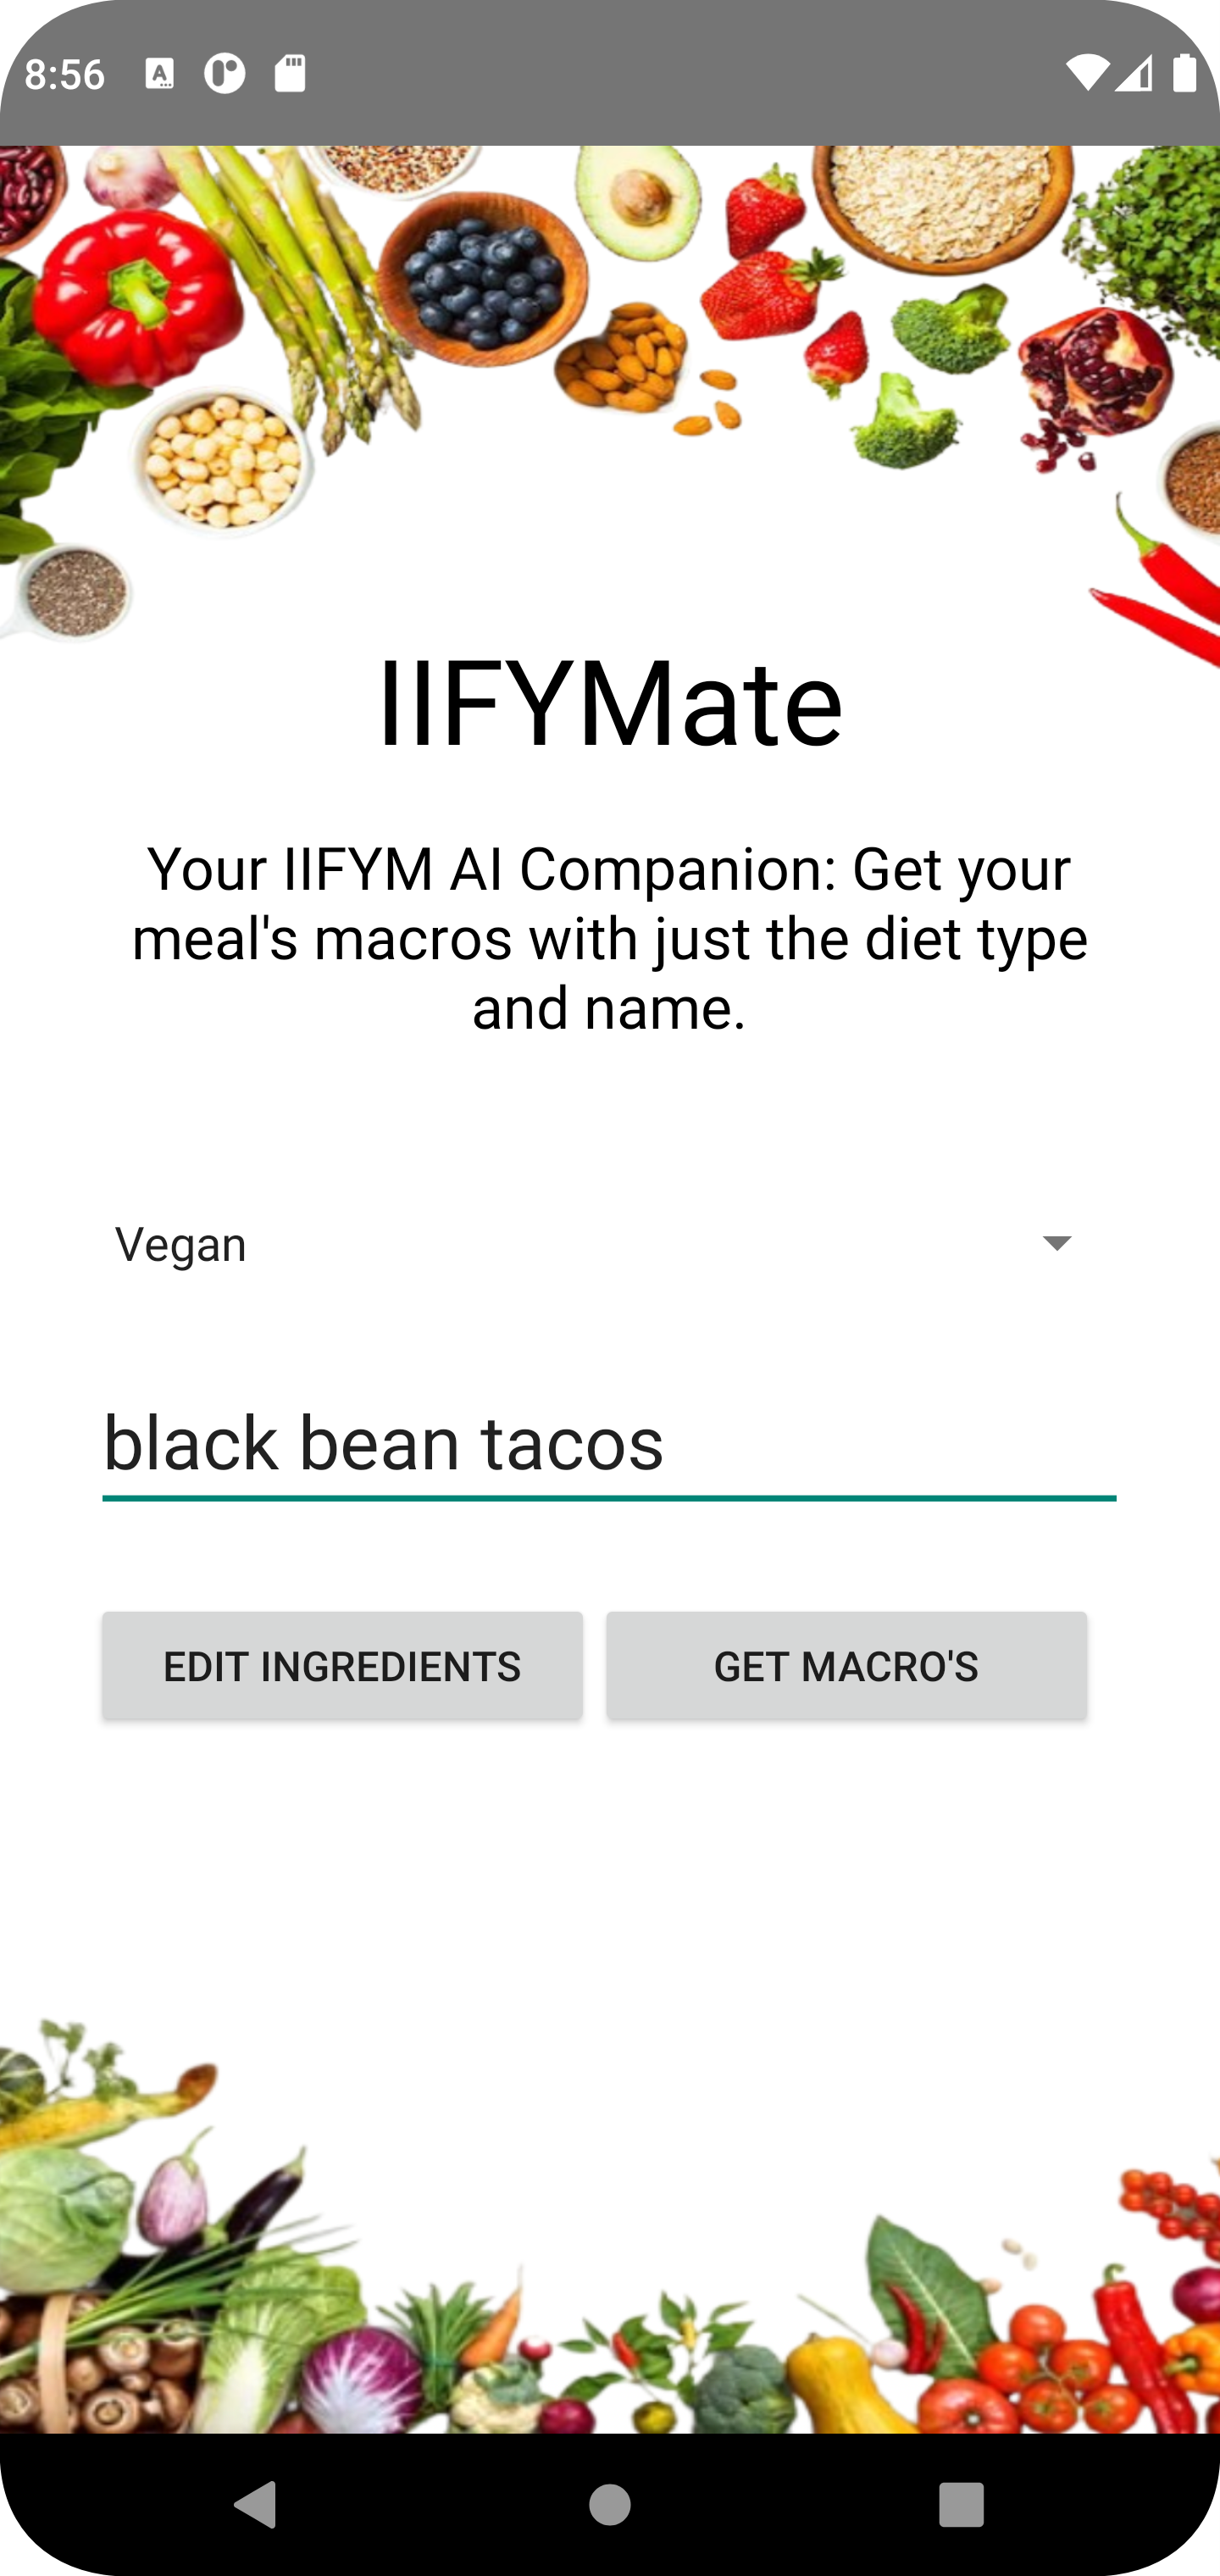 8:56
IIFYMate
Your IIFYM AI Companion: Get your
meal's macros with just the diet type
and name.
Vegan
black bean tacos
EDIT INGREDIENTS
GET MACRO'S